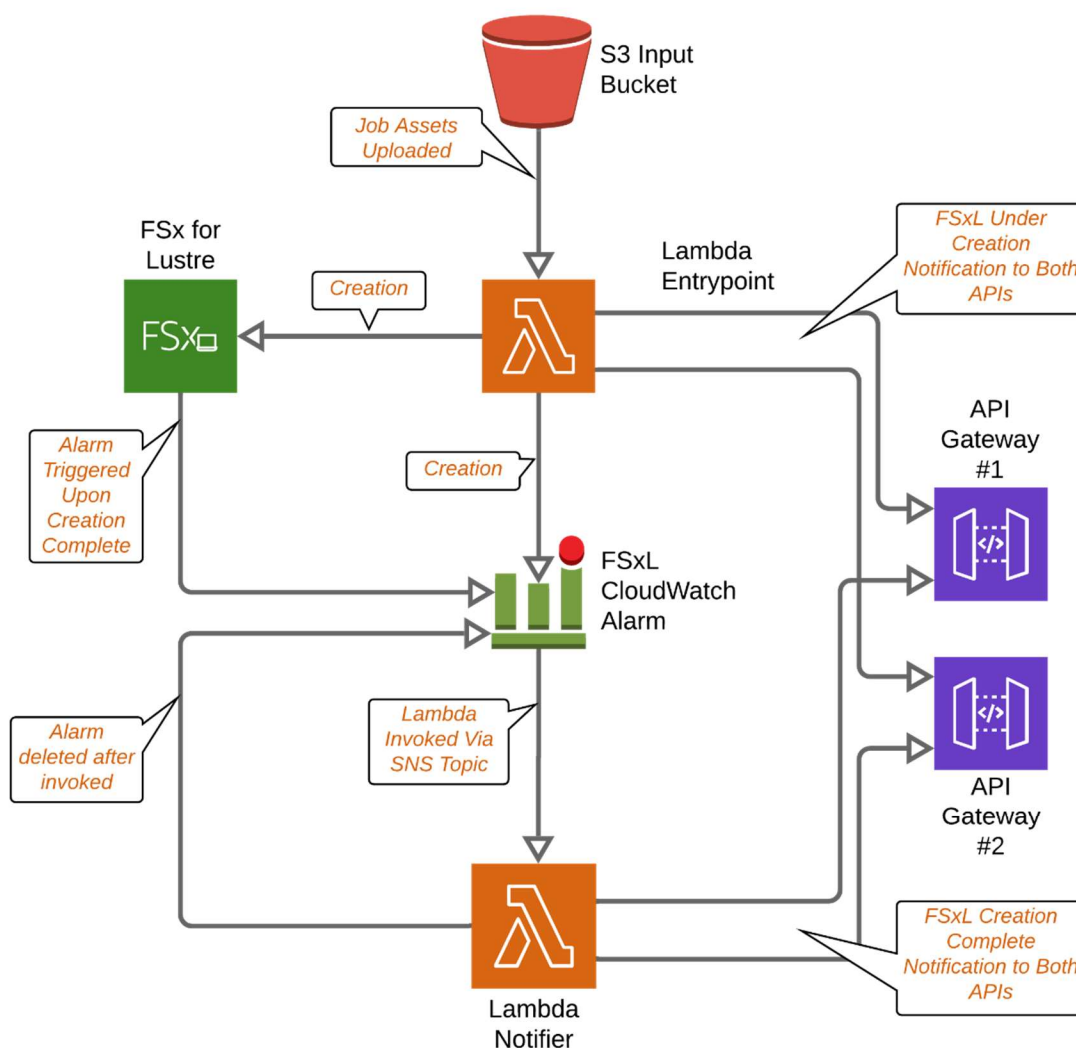 S3 Input
Bucket
Job Assets
Uploaded
FSx for
Lustre
Creation
Lambda
Entrypoint
FSxL Under
Creation
Notification to Both
APIs
FSx
Alarm
Triggered
Upon
Creation
Complete
Creation
API
Gateway
#1
</>
FSxL
CloudWatch
Alarm
Alarm
deleted after
invoked
Lambda
Invoked Via
SNS Topic
</>
API
Gateway
#2
FSxL Creation
Complete
Notification to Both
APIs
Lambda
Notifier